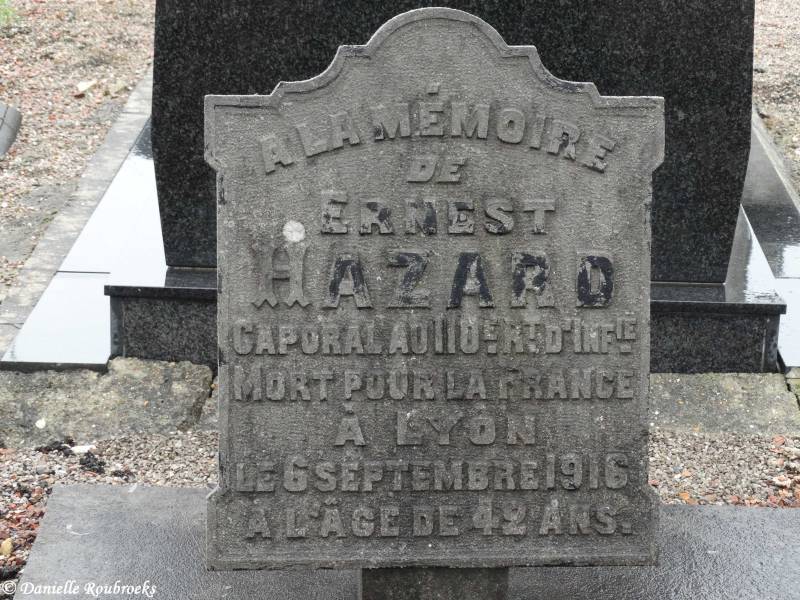 À LA MÉMOIRE
DE
ERNEST
HAZARD
CAPORAL AU 110E RT D'INFIE
MORT POUR LA FRANCE
À LYON
LE 6 SEPTEMBRE 1916
À L'ÂGE DE 42 ANS.
© Danielle Roubroeks